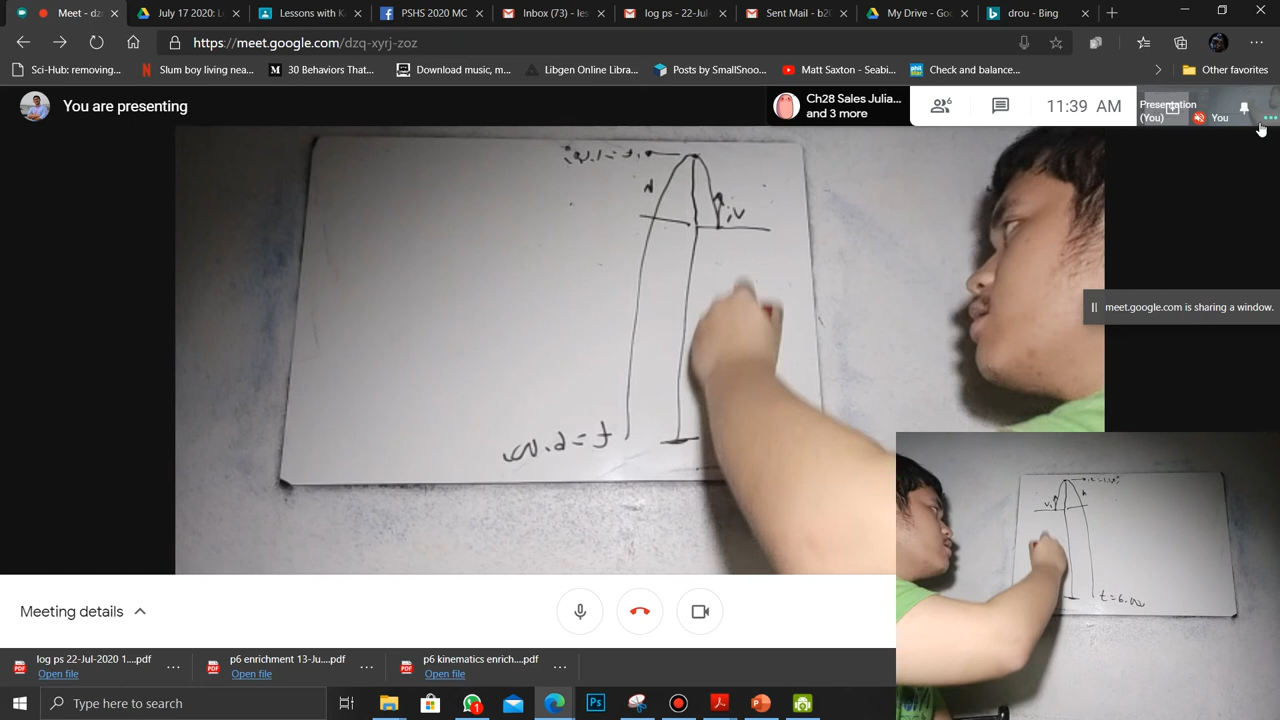 Meet - dz
July 17 2020: L
Lessons with K
PSHS 2020 MC
Inbox (73) - les
log ps - 22-Jul-
Sent Mail - b2
My Drive - Goo
drou - Bing
https://meet.google.com/dzq-xyrj-zoz
Sci-Hub: removing...
Slum boy living nea...
30 Behaviors That...
Download music, m...
Libgen Online Libra...
Posts by SmallSnoo...
Matt Saxton - Seabi...
Check and balance...
Other favorites
You are presenting
Ch28 Sales Julia...
and 3 more
6
11:39 AM
Presentation
(You)
You
meet.google.com is sharing a window.
Meeting details
log ps 22-Jul-2020 1....pdf
Open file
p6 enrichment 13-Ju....pdf
Open file
p6 kinematics enrich....pdf
Open file
Type here to search
1